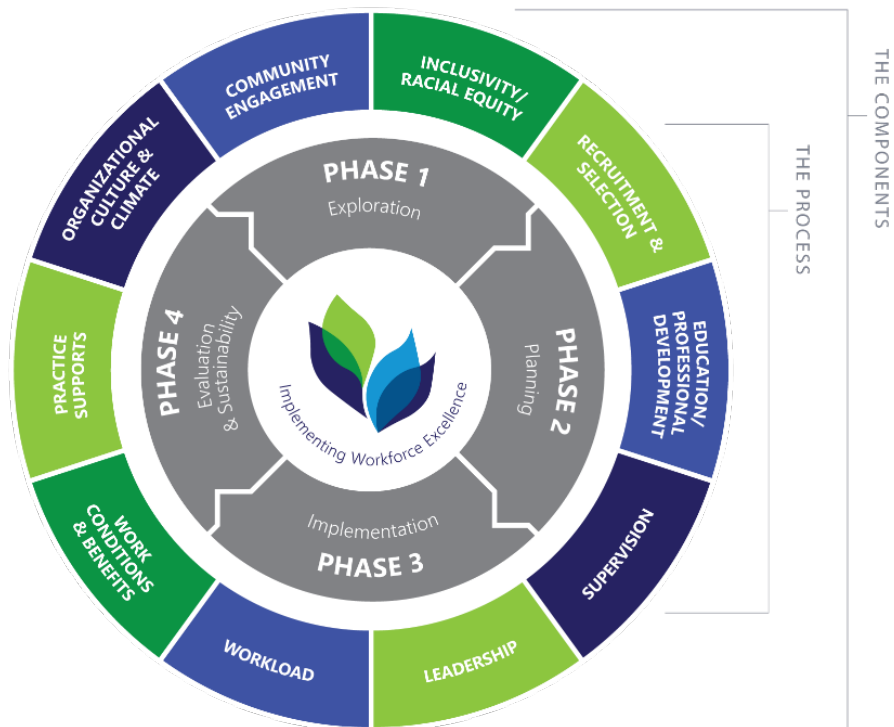 COMMUNITY
ENGAGEMENT
INCLUSIVITY/
RACIAL EQUITY
RECRUITMENT &
SELECTION
EDUCATION/
PROFESSIONAL
DEVELOPMENT
SUPERVISION
LEADERSHIP
WORKLOAD
WORK
CONDITIONS
& BENEFITS
PRACTICE
SUPPORTS
ORGANIZATIONAL
CULTURE &
CLIMATE
PHASE 1
Exploration
PHASE 2
Planning
Implementation
PHASE 3
PHASE 4
Evaluation
& Sustainability
Implementing Workforce Excellence
THE PROCESS
THE COMPONENTS